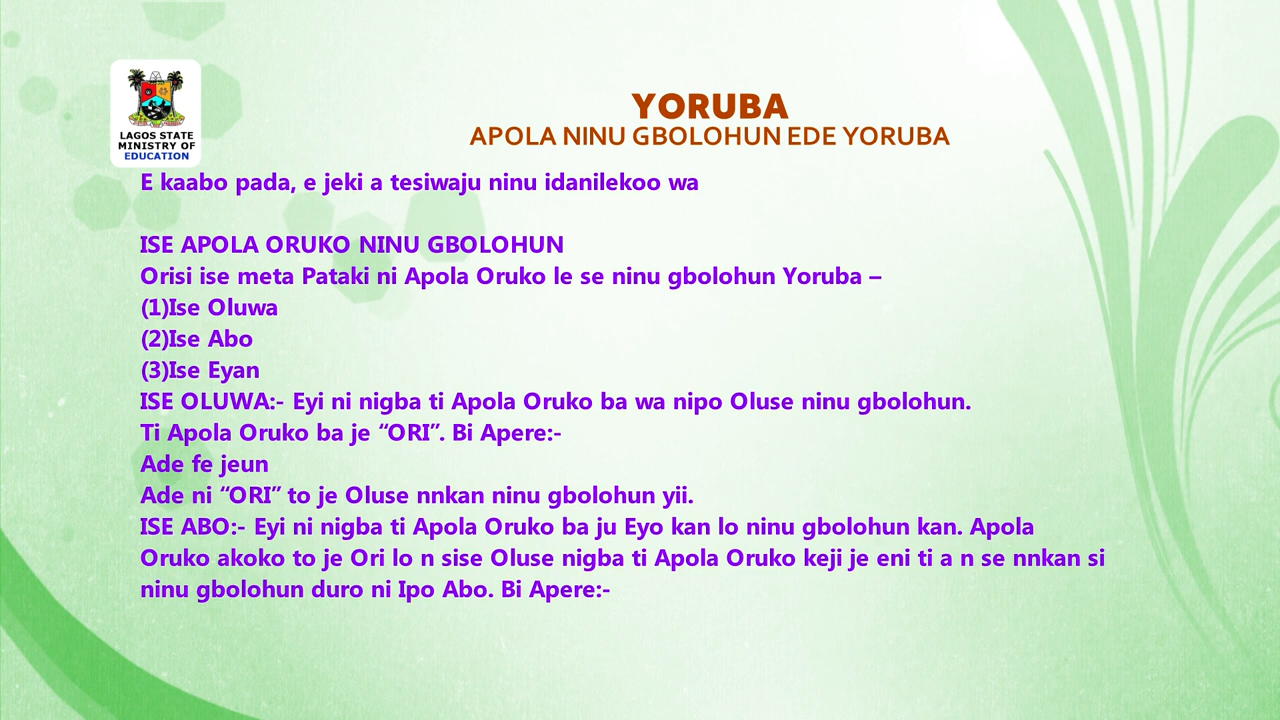 LAGOS STATE
MINISTRY OF
EDUCATION
YORUBA
APOLA NINU GBOLOHUN EDE YORUBA
E kaabo pada, e jeki a tesiwaju ninu idanilekoo wa
ISE APOLA ORUKO NINU GBOLOHUN
Orisi ise meta Pataki ni Apola Oruko le se ninu gbolohun Yoruba –
(1)Ise Oluwa
(2)Ise Abo
(3)Ise Eyan
ISE OLUWA:- Eyi ni nigba ti Apola Oruko ba wa nipo Oluse ninu gbolohun.
Ti Apola Oruko ba je “ORI”. Bi Apere:-
Ade fe jeun
Ade ni “ORI” to je Oluse nnkan ninu gbolohun yii.
ISE ABO:- Eyi ni nigba ti Apola Oruko ba ju Eyo kan lo ninu gbolohun kan. Apola
Oruko akoko to je Ori lo n sise Oluse nigba ti Apola Oruko keji je eni ti a n se nnkan si
ninu gbolohun duro ni Ipo Abo. Bi Apere:-